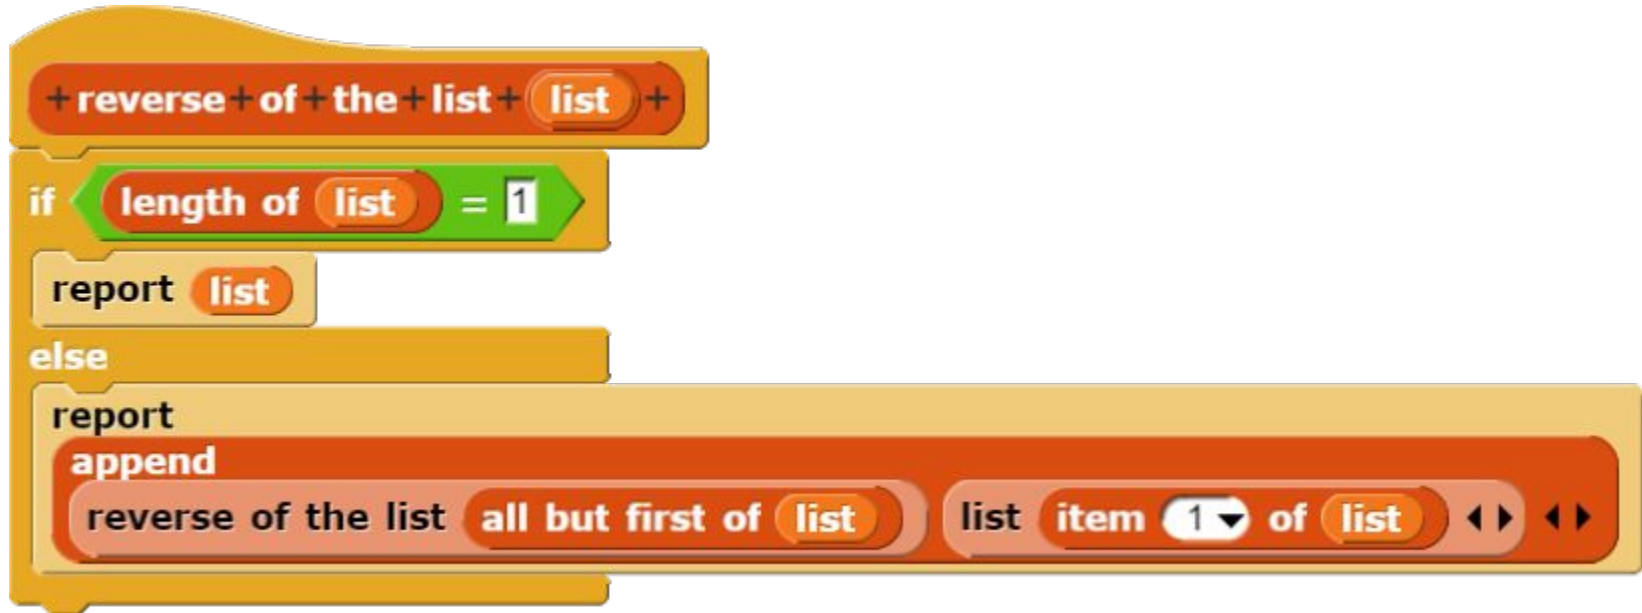 + reverse + of + the + list + list +
if length of list = 1
report list
else
report
append
reverse of the list all but first of list list item 1 of list